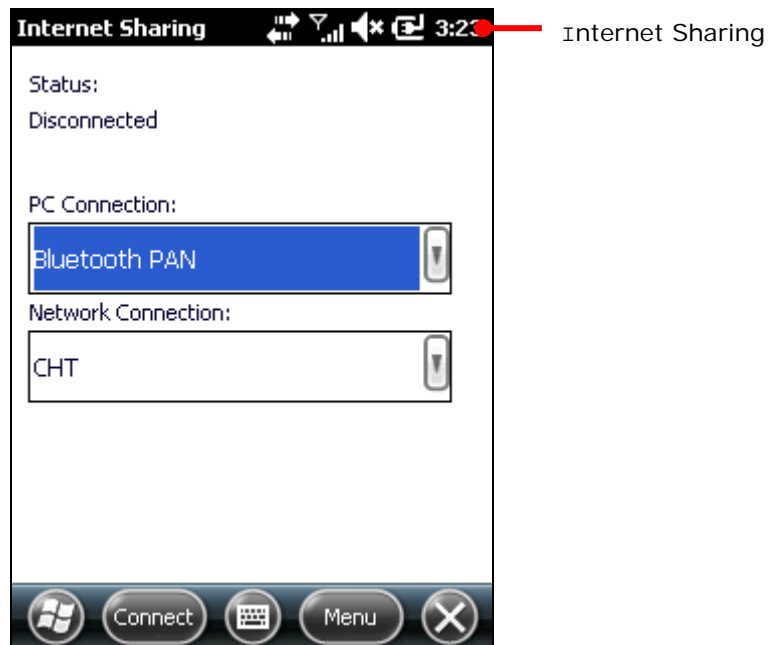 Internet Sharing 3:23
Internet Sharing
Status:
Disconnected
PC Connection:
Bluetooth PAN
Network Connection:
CHT
Connect Menu